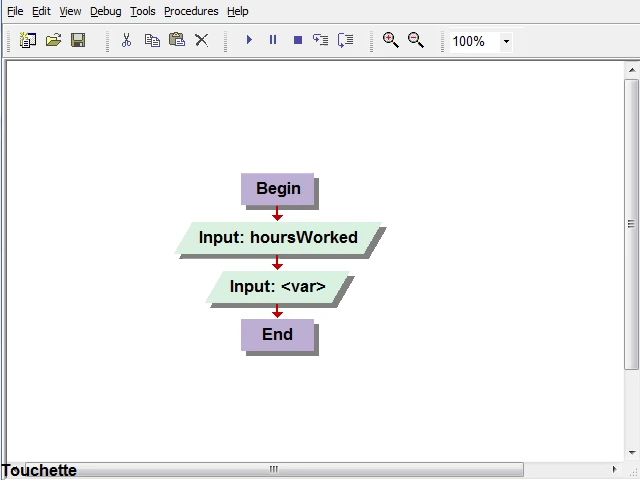 File Edit View Debug Tools Procedures Help
100%
Begin
Input: hoursWorked
Input: <var>
End
Touchette